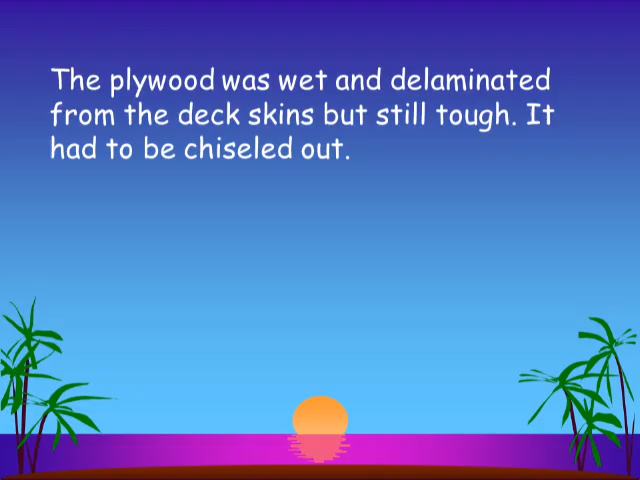 The plywood was wet and delaminated
from the deck skins but still tough. It
had to be chiseled out.